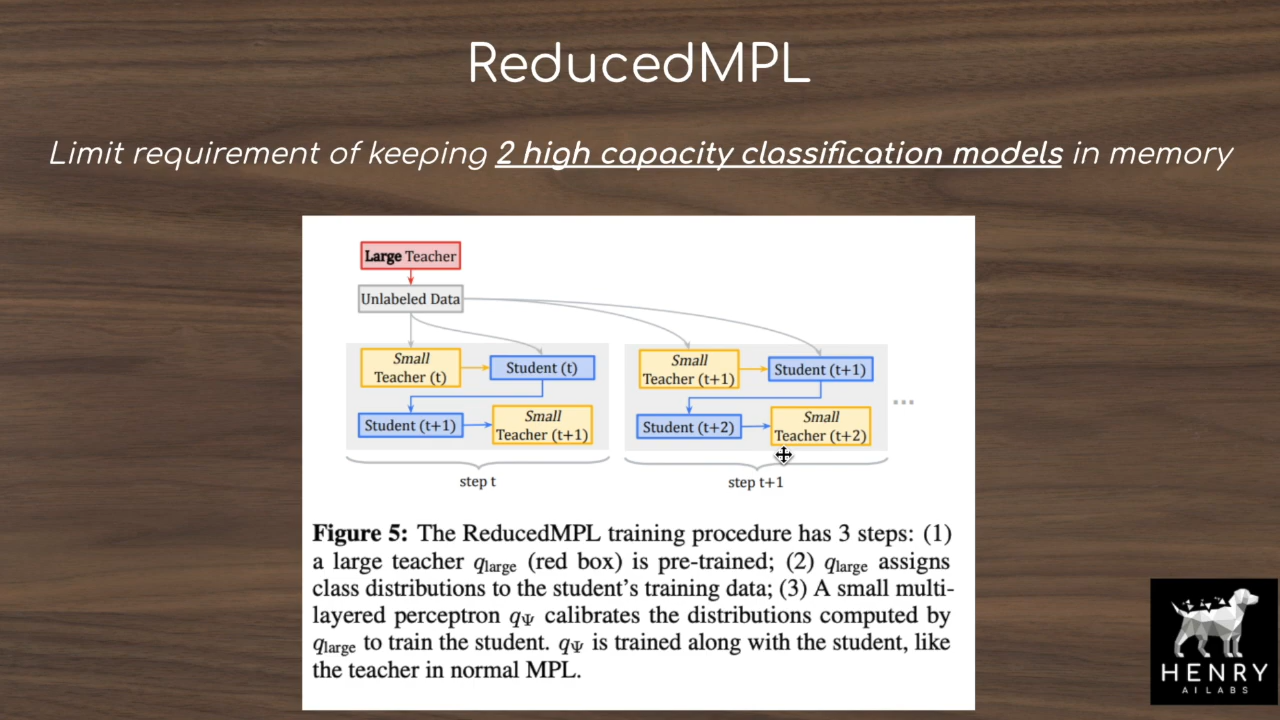 ReducedMPL
Limit requirement of keeping 2 high capacity classification models in memory
Large Teacher
Unlabeled Data
Small
Teacher (t)
Student (t)
Student (t+1)
Small
Teacher (t+1)
step t
Small
Teacher (t+1)
Student (t+1)
Student (t+2)
Small
Teacher (t+2)
step t+1
...
Figure 5: The ReducedMPL training procedure has 3 steps: (1)
a large teacher qlarge (red box) is pre-trained; (2) qlarge assigns
class distributions to the student's training data; (3) A small multi-
layered perceptron qΨ calibrates the distributions computed by
qlarge to train the student. qΨ is trained along with the student, like
the teacher in normal MPL.
HENRY
AI LABS